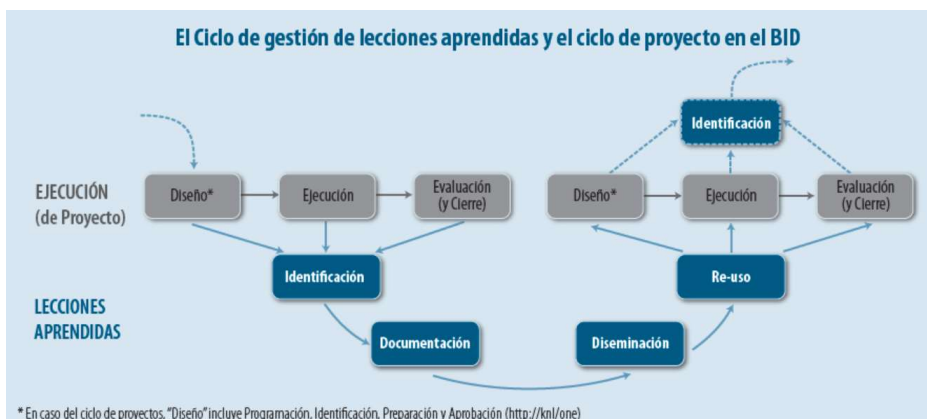 El Ciclo de gestión de lecciones aprendidas y el ciclo de proyecto en el BID
Identificación
EJECUCIÓN
(de Proyecto)
Diseño*
Ejecución
Evaluación
(y Cierre)
Diseño*
Ejecución
Evaluación
(y Cierre)
Identificación
Re-uso
LECCIONES
APRENDIDAS
Documentación
Diseminación
* En caso del ciclo de proyectos, "Diseño" incluye Programación, Identificación, Preparación y Aprobación (http://knl/one)